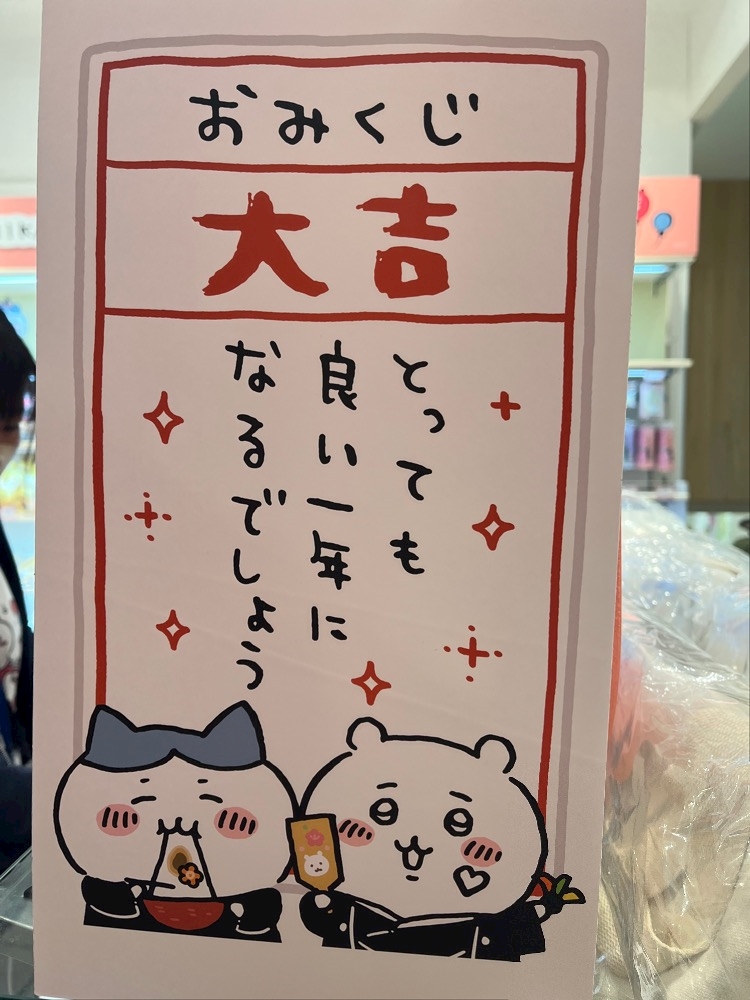 おみくじ
大吉
とっても
良い一年に
なるでしょう